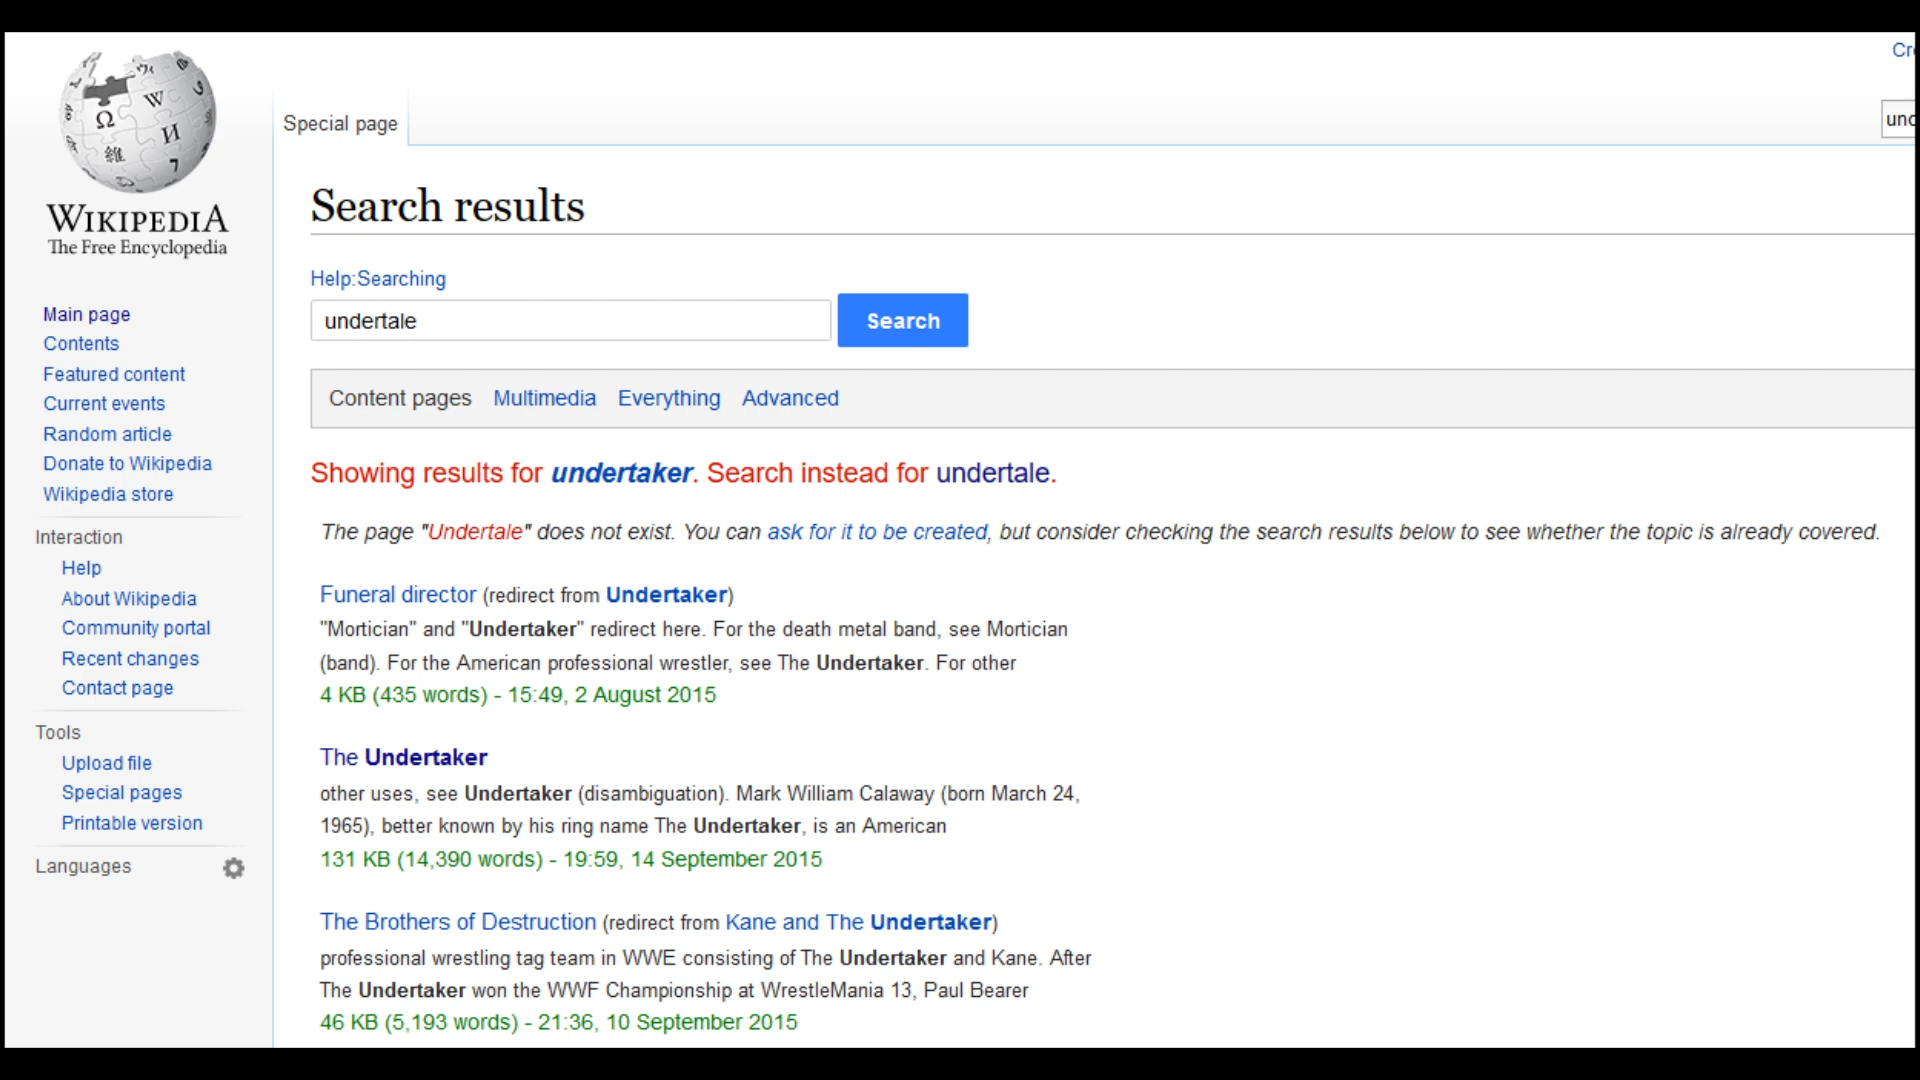 Cr
Special page
unc
WIKIPEDIA
The Free Encyclopedia
Main page
Contents
Featured content
Current events
Random article
Donate to Wikipedia
Wikipedia store
Interaction
Help
About Wikipedia
Community portal
Recent changes
Contact page
Tools
Upload file
Special pages
Printable version
Languages
Search results
Help:Searching
undertale Search
Content pages Multimedia Everything Advanced
Showing results for undertaker. Search instead for undertale.
The page "Undertale" does not exist. You can ask for it to be created, but consider checking the search results below to see whether the topic is already covered.
Funeral director (redirect from Undertaker)
"Mortician" and "Undertaker" redirect here. For the death metal band, see Mortician
(band). For the American professional wrestler, see The Undertaker. For other
4 KB (435 words) - 15:49, 2 August 2015
The Undertaker
other uses, see Undertaker (disambiguation). Mark William Calaway (born March 24,
1965), better known by his ring name The Undertaker, is an American
131 KB (14,390 words) - 19:59, 14 September 2015
The Brothers of Destruction (redirect from Kane and The Undertaker)
professional wrestling tag team in WWE consisting of The Undertaker and Kane. After
The Undertaker won the WWF Championship at WrestleMania 13, Paul Bearer
46 KB (5,193 words) - 21:36, 10 September 2015